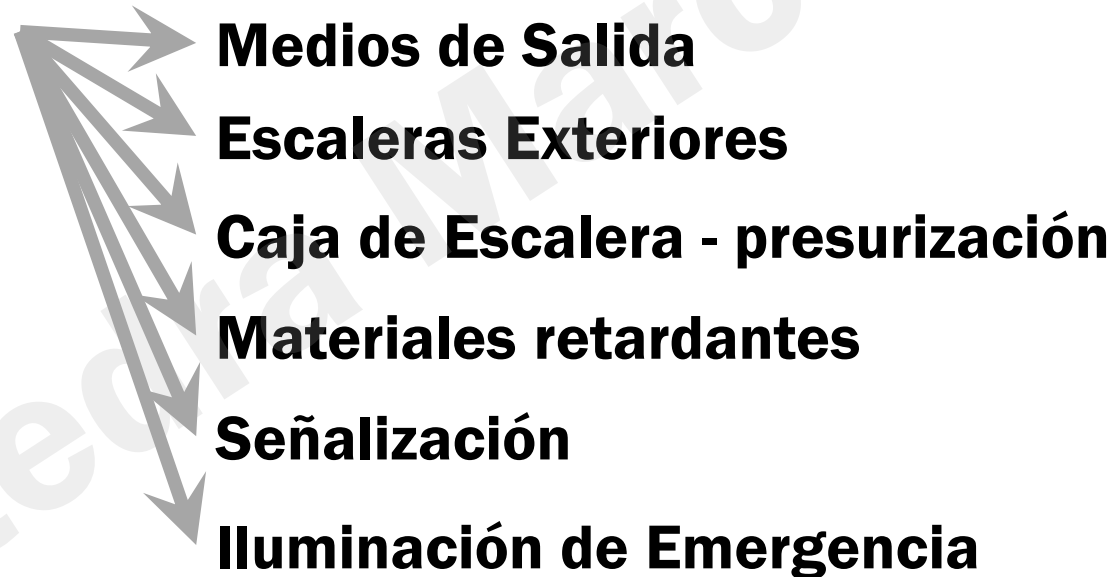 Medios de Salida
Escaleras Exteriores
Caja de Escalera - presurización
Materiales retardantes
Señalización
Iluminación de Emergencia